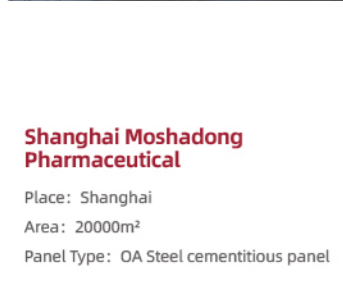 Shanghai Moshadong
Pharmaceutical
Place：Shanghai
Area：20000m²
Panel Type：OA Steel cementitious panel